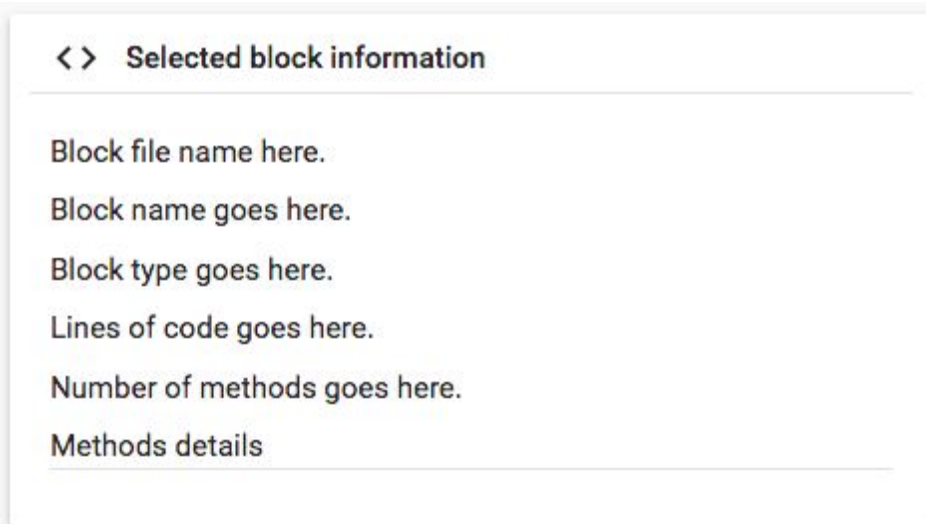 Selected block information
Block file name here.
Block name goes here.
Block type goes here.
Lines of code goes here.
Number of methods goes here.
Methods details